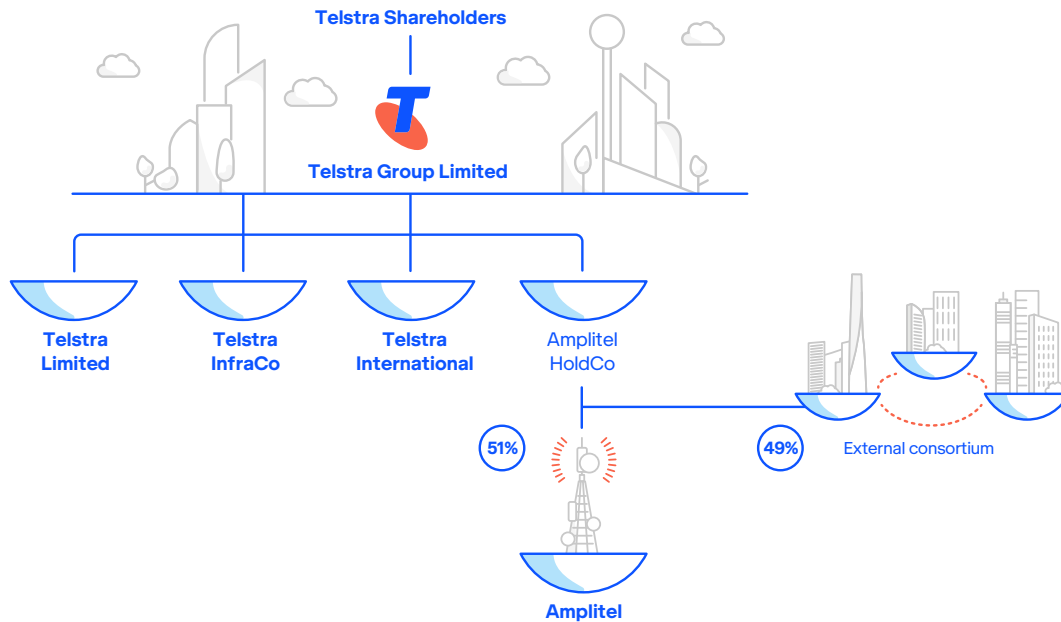 Telstra Shareholders
T
Telstra Group Limited
Telstra
Limited
Telstra
InfraCo
Telstra
International
Amplitel
HoldCo
51%
49%
External consortium
Amplitel